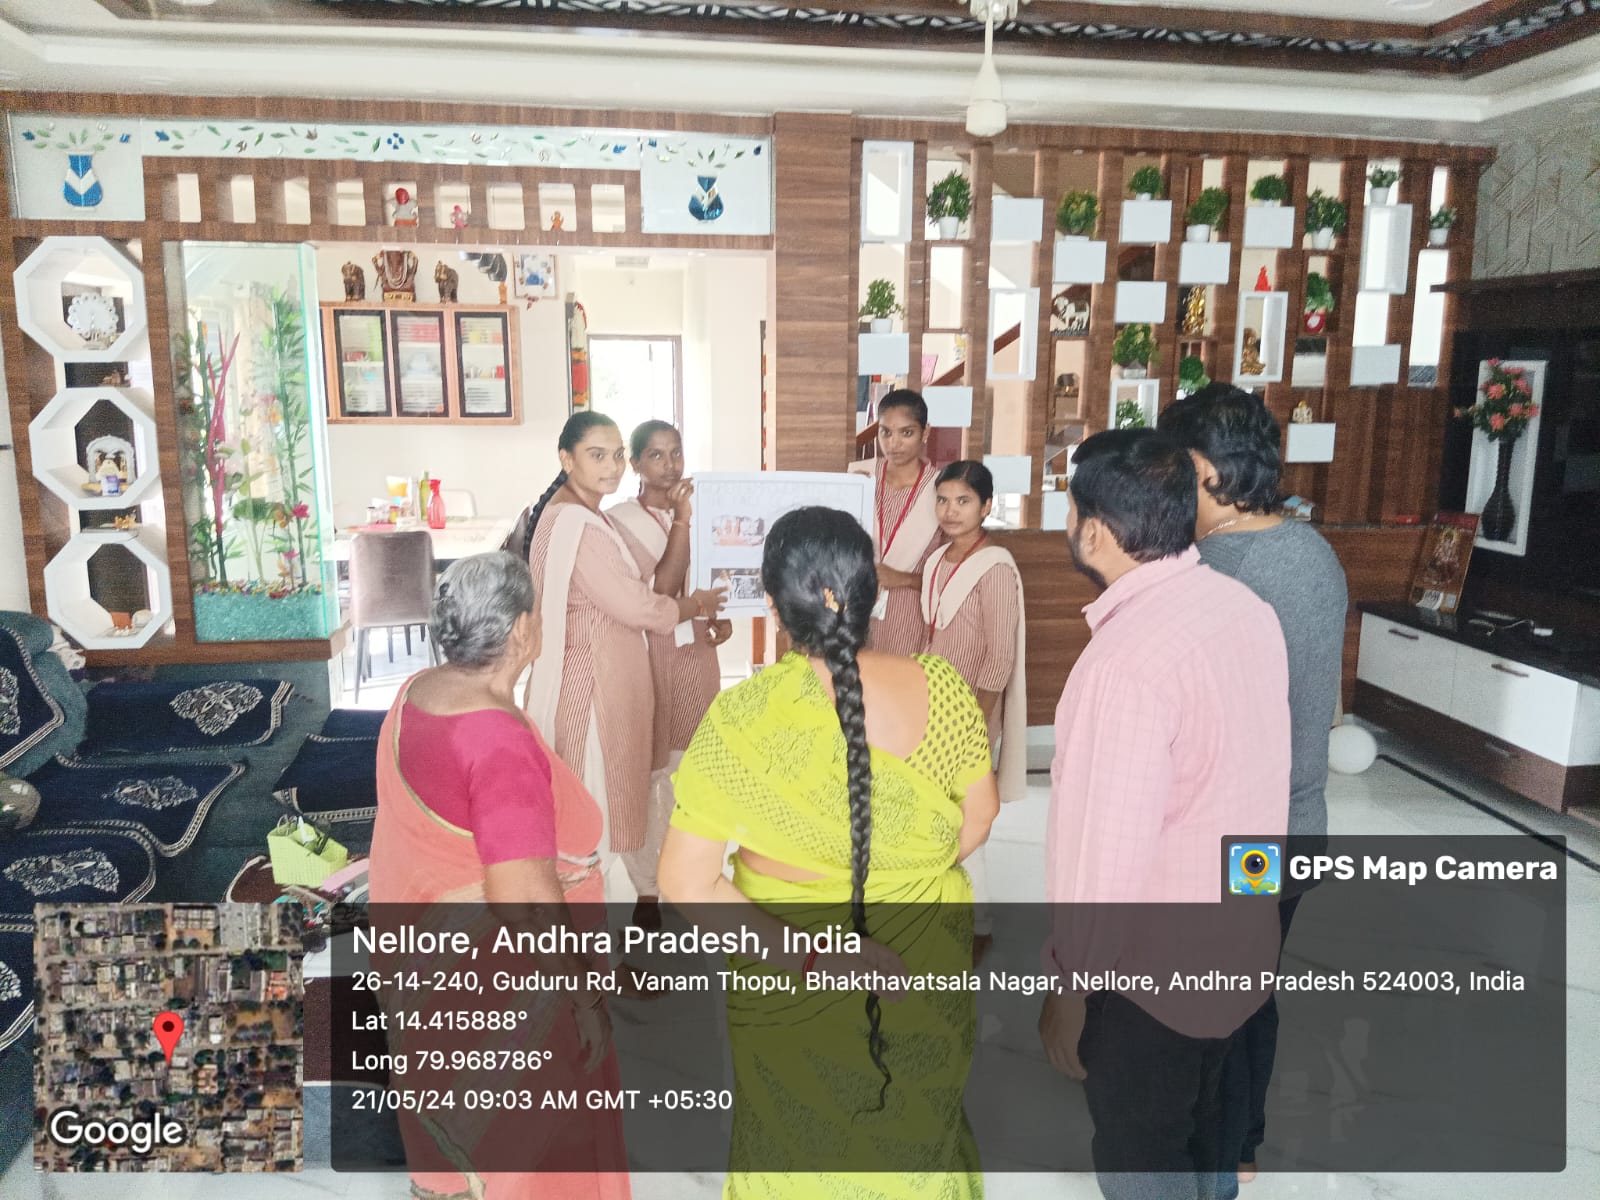 GPS Map Camera
Nellore, Andhra Pradesh, India
26-14-240, Guduru Rd, Vanam Thopu, Bhakthavatsala Nagar, Nellore, Andhra Pradesh 524003, India
Lat 14.415888°
Long 79.968786°
21/05/24 09:03 AM GMT +05:30
Google